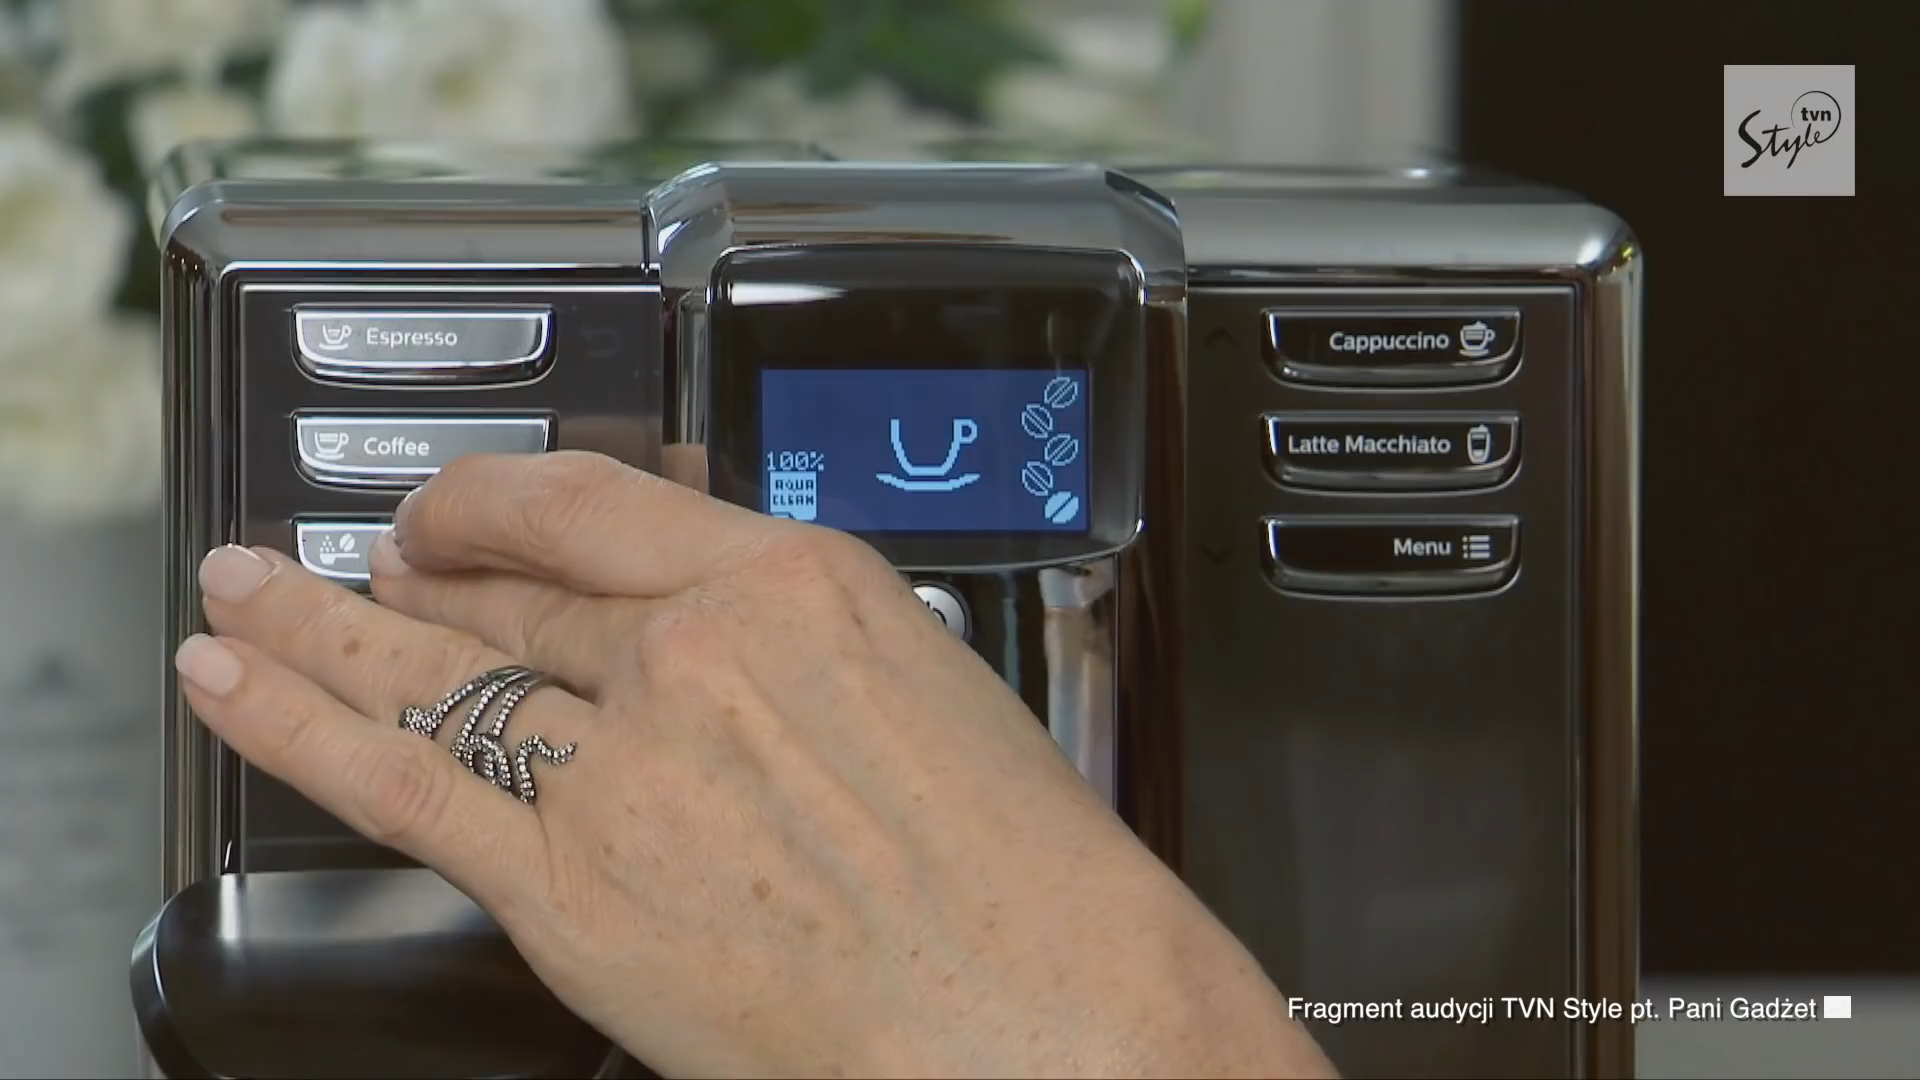 tvn
Style
Espresso
Coffee
100%
AQUA
CLEAN
Cappuccino
Latte Macchiato
Menu
Fragment audycji TVN Style pt. Pani Gadżet